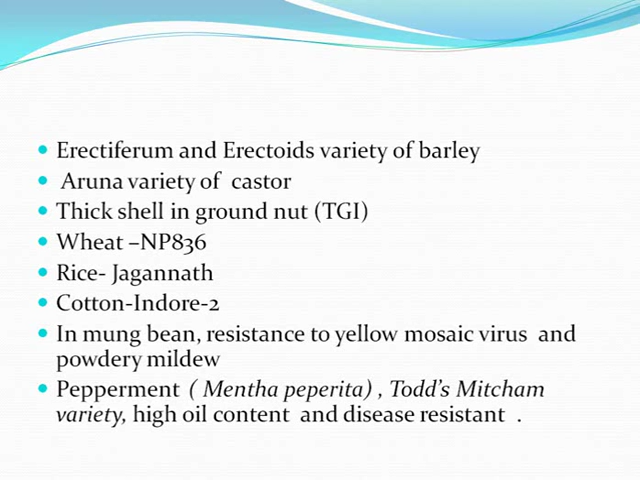 Erectiferum and Erectoids variety of barley
Aruna variety of castor
Thick shell in ground nut (TGI)
Wheat –NP836
Rice- Jagannath
Cotton-Indore-2
In mung bean, resistance to yellow mosaic virus and
powdery mildew
Pepperment ( Mentha peperita) , Todd's Mitcham
variety, high oil content and disease resistant .